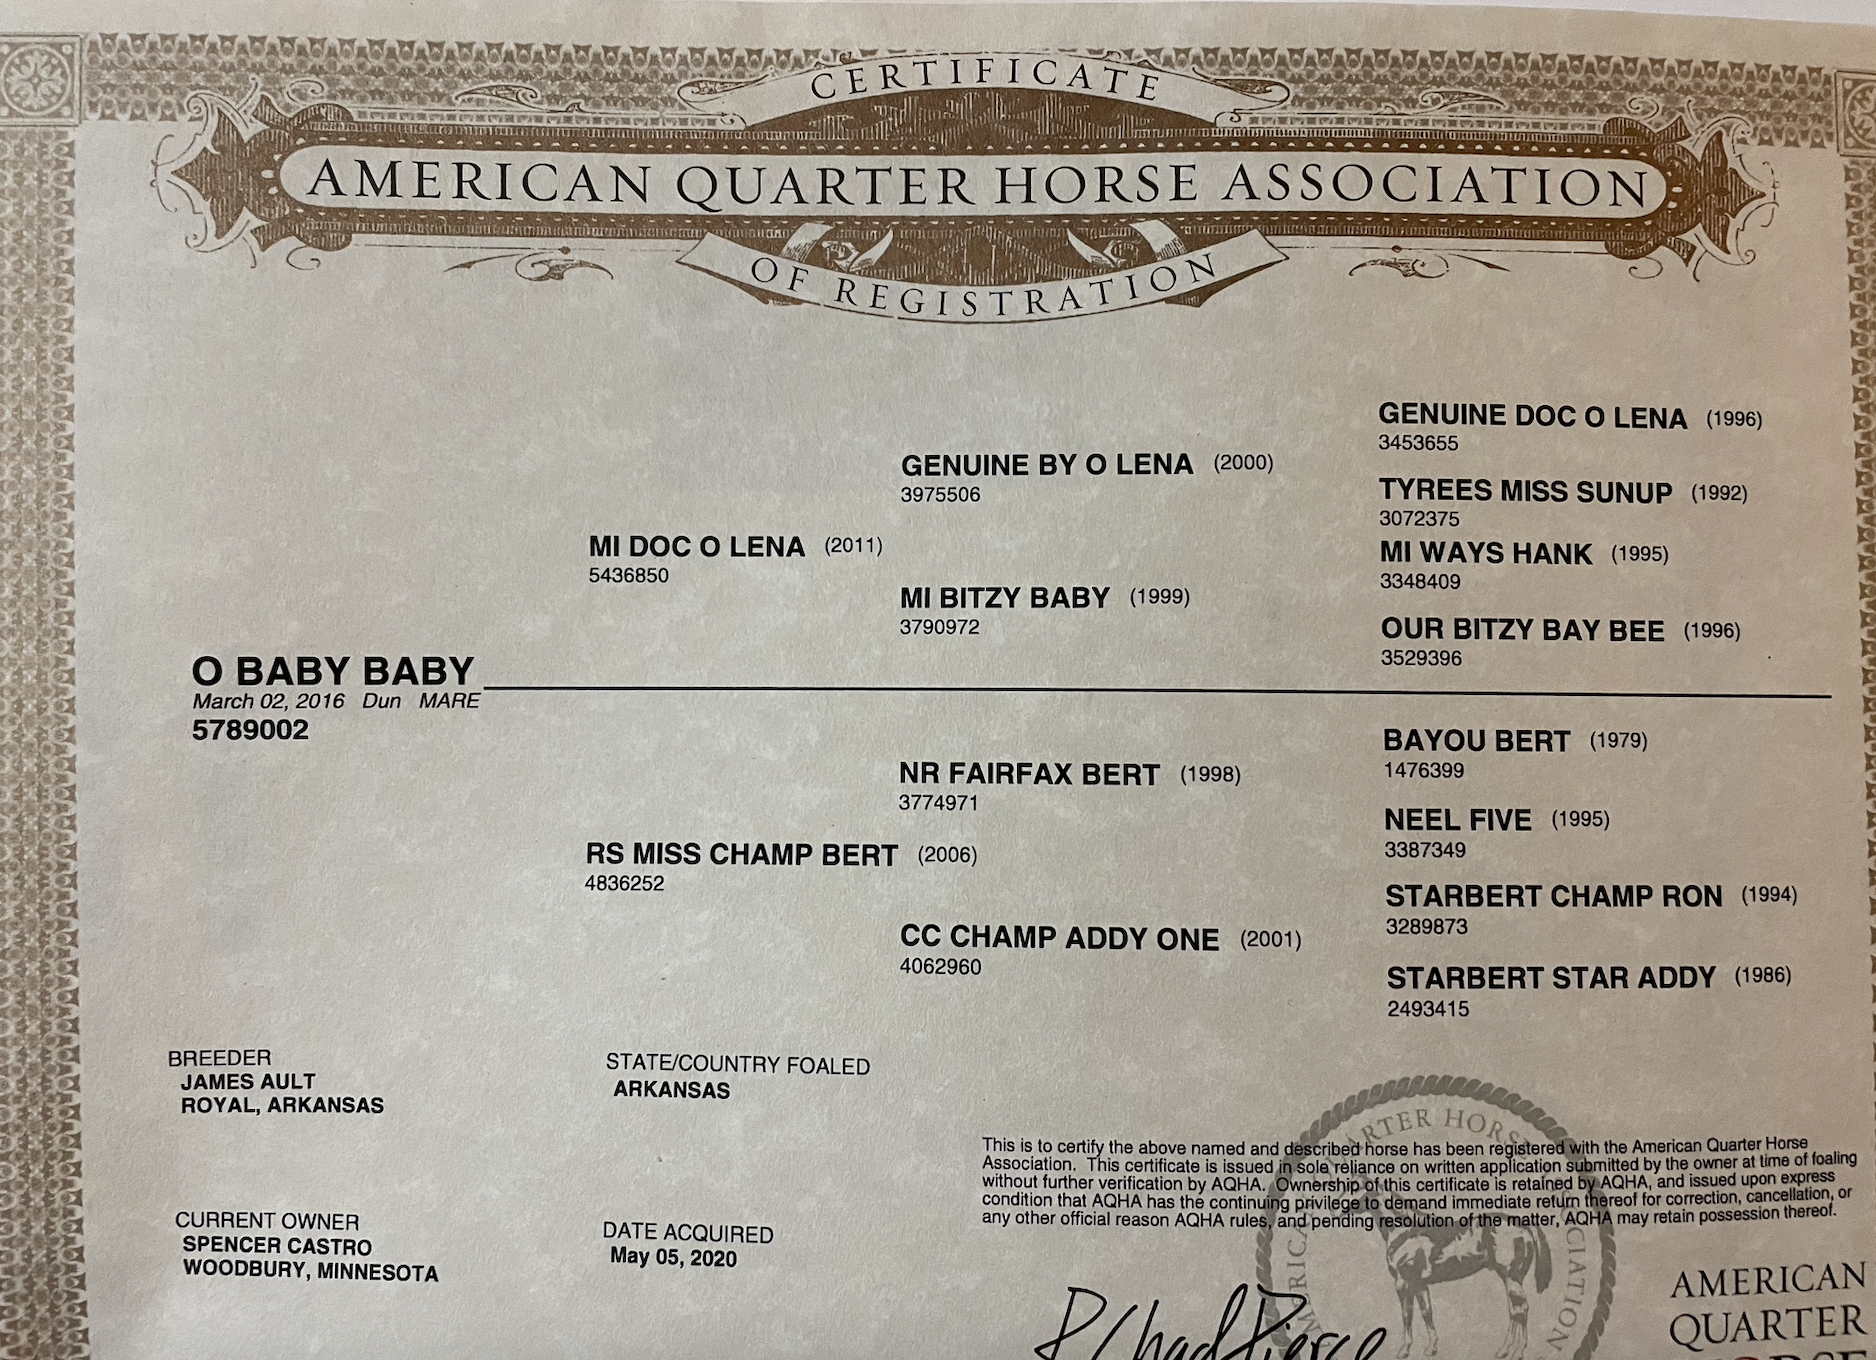 CERTIFICATE
AMERICAN QUARTER HORSE ASSOCIATION
OF REGISTRATION
GENUINE DOC O LENA (1996)
3453655
GENUINE BY O LENA (2000)
3975506
TYREES MISS SUNUP (1992)
3072375
MI DOC O LENA (2011)
5436850
MI WAYS HANK (1995)
3348409
MI BITZY BABY (1999)
3790972
OUR BITZY BAY BEE (1996)
3529396
O BABY BABY
March 02, 2016 Dun MARE
5789002
BAYOU BERT (1979)
1476399
NR FAIRFAX BERT (1998)
3774971
NEEL FIVE (1995)
3387349
RS MISS CHAMP BERT (2006)
4836252
STARBERT CHAMP RON (1994)
3289873
CC CHAMP ADDY ONE (2001)
4062960
STARBERT STAR ADDY (1986)
2493415
BREEDER
JAMES AULT
ROYAL, ARKANSAS
STATE/COUNTRY FOALED
ARKANSAS
This is to certify the above named and described horse has been registered with the American Quarter Horse
Association. This certificate is issued in sole reliance on written application submitted by the owner at time of foaling
without further verification by AQHA. Ownership of this certificate is retained by AQHA, and issued upon express
condition that AQHA has the continuing privilege to demand immediate return thereof for correction, cancellation, or
any other official reason AQHA rules, and pending resolution of the matter, AQHA may retain possession thereof.
CURRENT OWNER
SPENCER CASTRO
WOODBURY, MINNESOTA
DATE ACQUIRED
May 05, 2020
AMERICAN
QUARTER